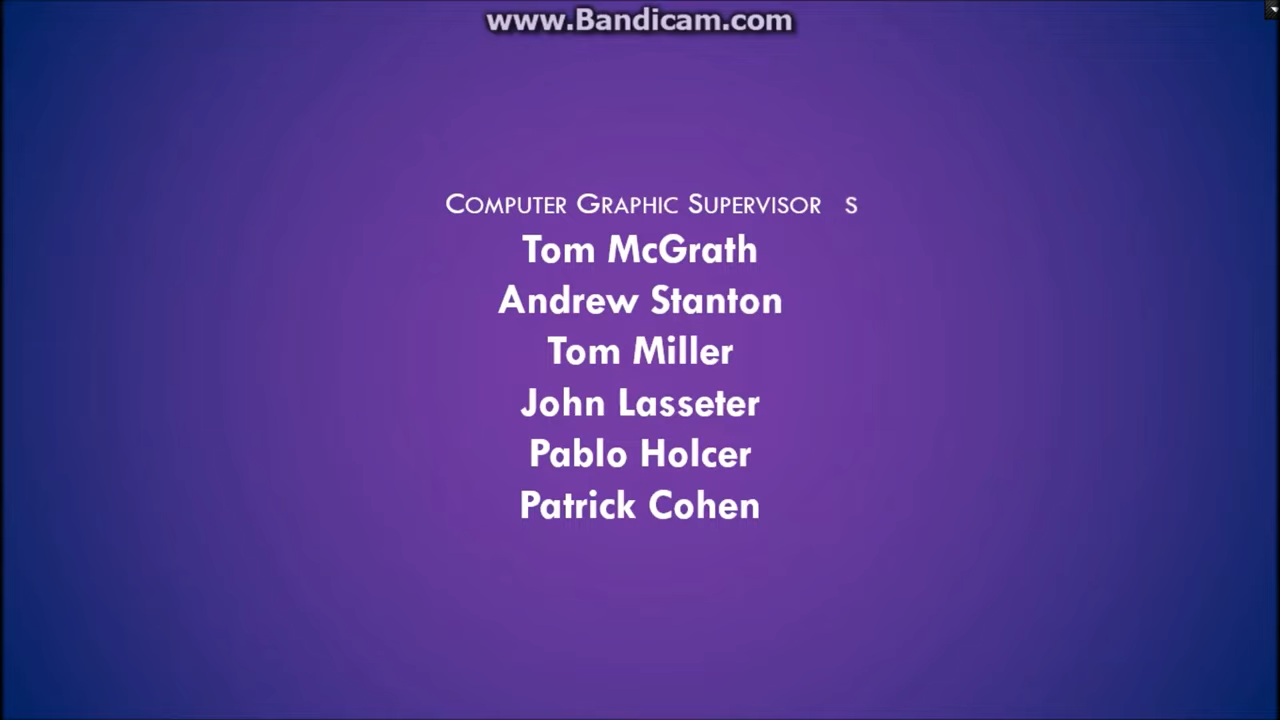 www.Bandicam.com
Computer Graphic Supervisor s
Tom McGrath
Andrew Stanton
Tom Miller
John Lasseter
Pablo Holcer
Patrick Cohen